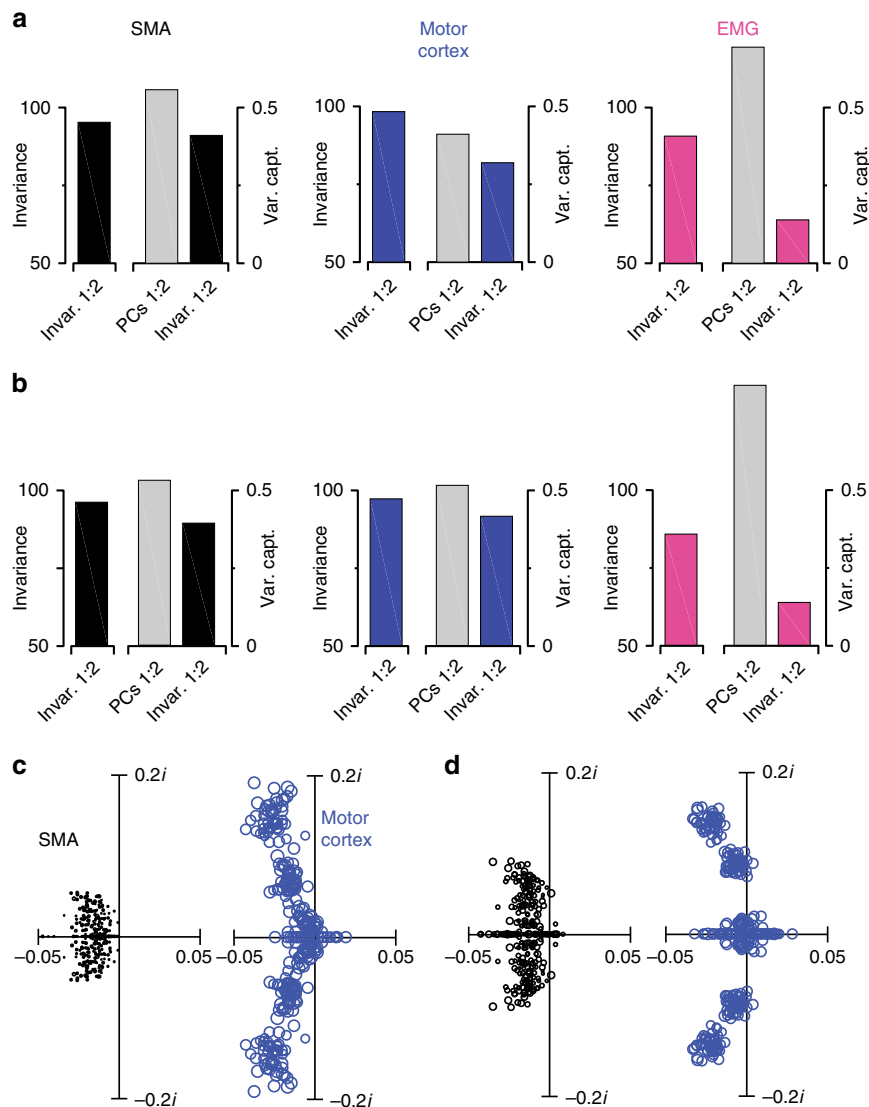 a
SMA
Motor
cortex
EMG
100
50
Invariance
0.5
0
Var. capt.
Invar. 1:2
PCs 1:2
Invar. 1:2
100
50
Invariance
0.5
0
Var. capt.
Invar. 1:2
PCs 1:2
Invar. 1:2
100
50
Invariance
0.5
0
Var. capt.
Invar. 1:2
PCs 1:2
Invar. 1:2
b
100
50
Invariance
0.5
0
Var. capt.
Invar. 1:2
PCs 1:2
Invar. 1:2
100
50
Invariance
0.5
0
Var. capt.
Invar. 1:2
PCs 1:2
Invar. 1:2
100
50
Invariance
0.5
0
Var. capt.
Invar. 1:2
PCs 1:2
Invar. 1:2
c
SMA
0.2i
−0.05
0.05
Motor
cortex
0.2i
−0.05
0.05
−0.2i
d
0.2i
−0.05
0.05
0.2i
−0.05
0.05
−0.2i